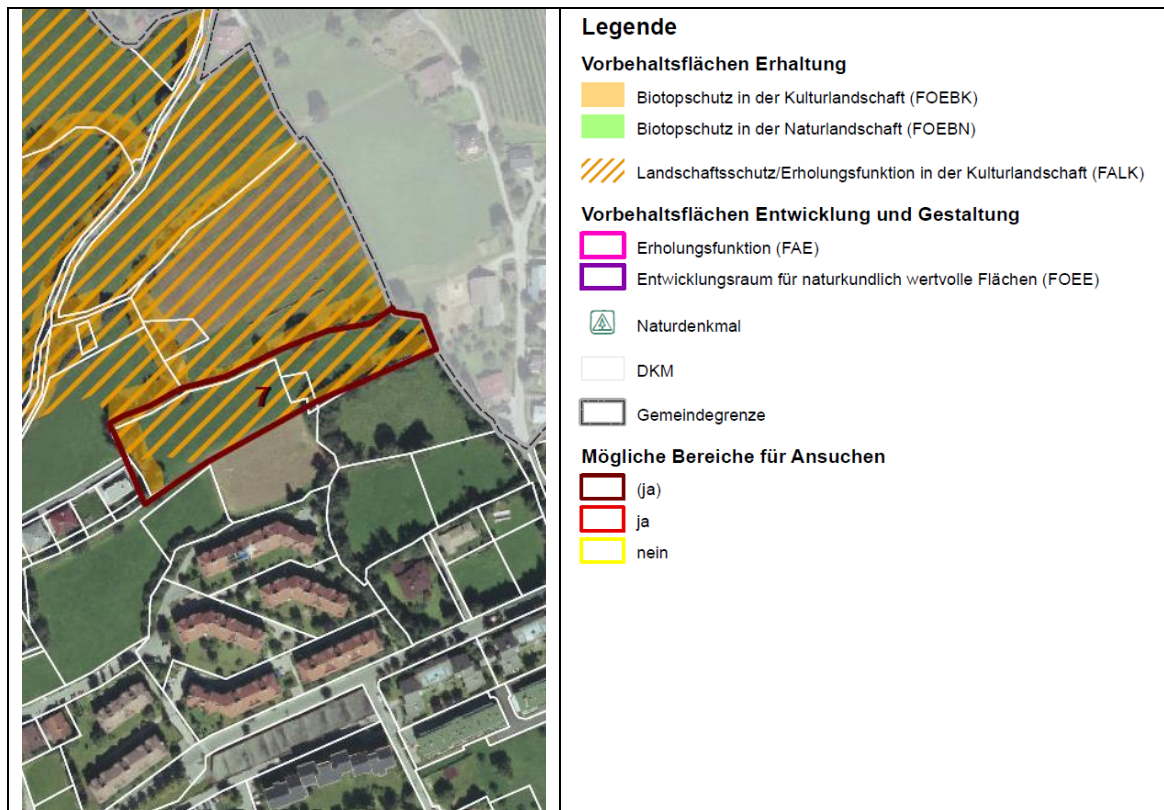 7
Legende
Vorbehaltsflächen Erhaltung
Biotopschutz in der Kulturlandschaft (FOEBK)
Biotopschutz in der Naturlandschaft (FOEBN)
Landschaftsschutz/Erholungsfunktion in der Kulturlandschaft (FALK)
Vorbehaltsflächen Entwicklung und Gestaltung
Erholungsfunktion (FAE)
Entwicklungsraum für naturkundlich wertvolle Flächen (FOEE)
Naturdenkmal
DKM
Gemeindegrenze
Mögliche Bereiche für Ansuchen
(ja)
ja
nein